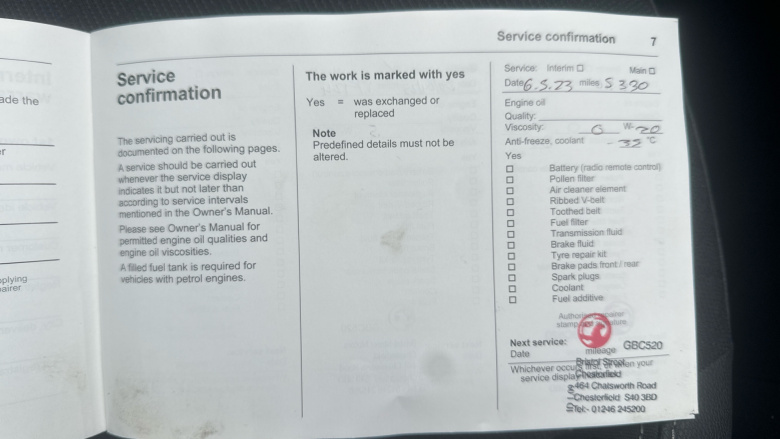 ade the
r
plying
airer
Service
confirmation
The servicing carried out is
documented on the following pages.
A service should be carried out
whenever the service display
indicates it but not later than
according to service intervals
mentioned in the Owner's Manual.
Please see Owner's Manual for
permitted engine oil qualities and
engine oil viscosities.
A filled fuel tank is required for
vehicles with petrol engines.
The work is marked with yes
Yes = was exchanged or
replaced
Note
Predefined details must not be
altered.
Service confirmation 7
Service: Interim ☐ Main ☐
Date 6.5.23 miles 5390
Engine oil
Quality:
Viscosity: 0 W-20
Anti-freeze, coolant -35 °C
Yes
☐ Battery (radio remote control)
☐ Pollen filter
☐ Air cleaner element
☐ Ribbed V-belt
☐ Toothed belt
☐ Fuel filter
☐ Transmission fluid
☐ Brake fluid
☐ Tyre repair kit
☐ Brake pads front / rear
☐ Spark plugs
☐ Coolant
☐ Fuel additive
Next service: GBC520
Date mileage
Whichever occurs first, or when your
service display
Bristol Street
Chesterfield
464 Chatsworth Road
Chesterfield S40 3BD
Tel:- 01246 245200